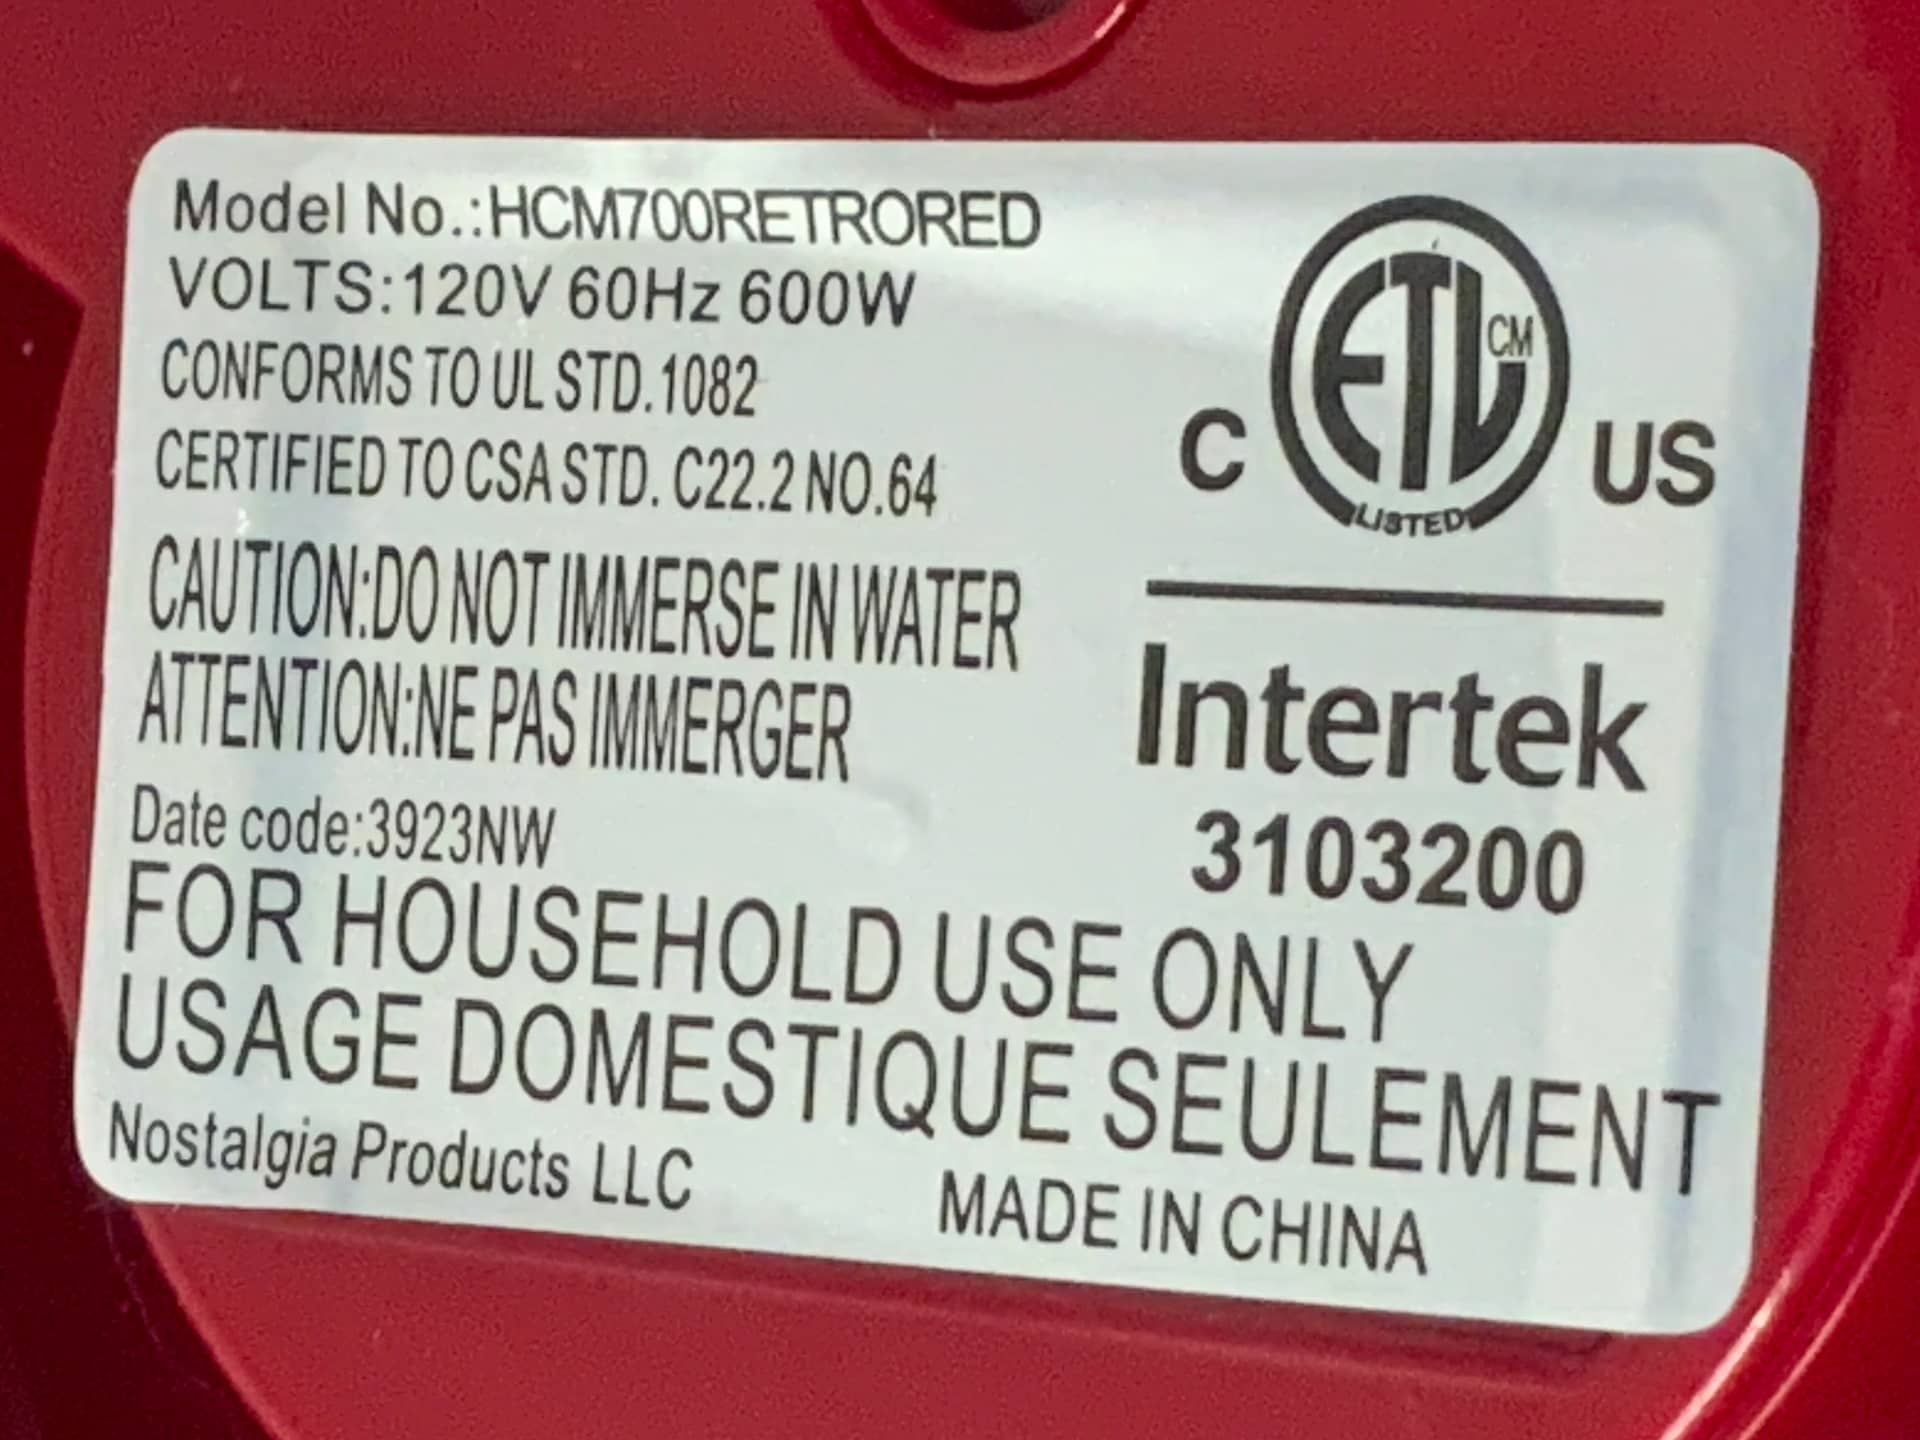 Model No.:HCM700RETRORED
VOLTS:120V 60Hz 600W
CONFORMS TO UL STD.1082
CERTIFIED TO CSA STD. C22.2 NO.64
CAUTION:DO NOT IMMERSE IN WATER
ATTENTION:NE PAS IMMERGER
Date code:3923NW
FOR HOUSEHOLD USE ONLY
USAGE DOMESTIQUE SEULEMENT
Nostalgia Products LLC
MADE IN CHINA
ETL CM
C US
LISTED
Intertek
3103200